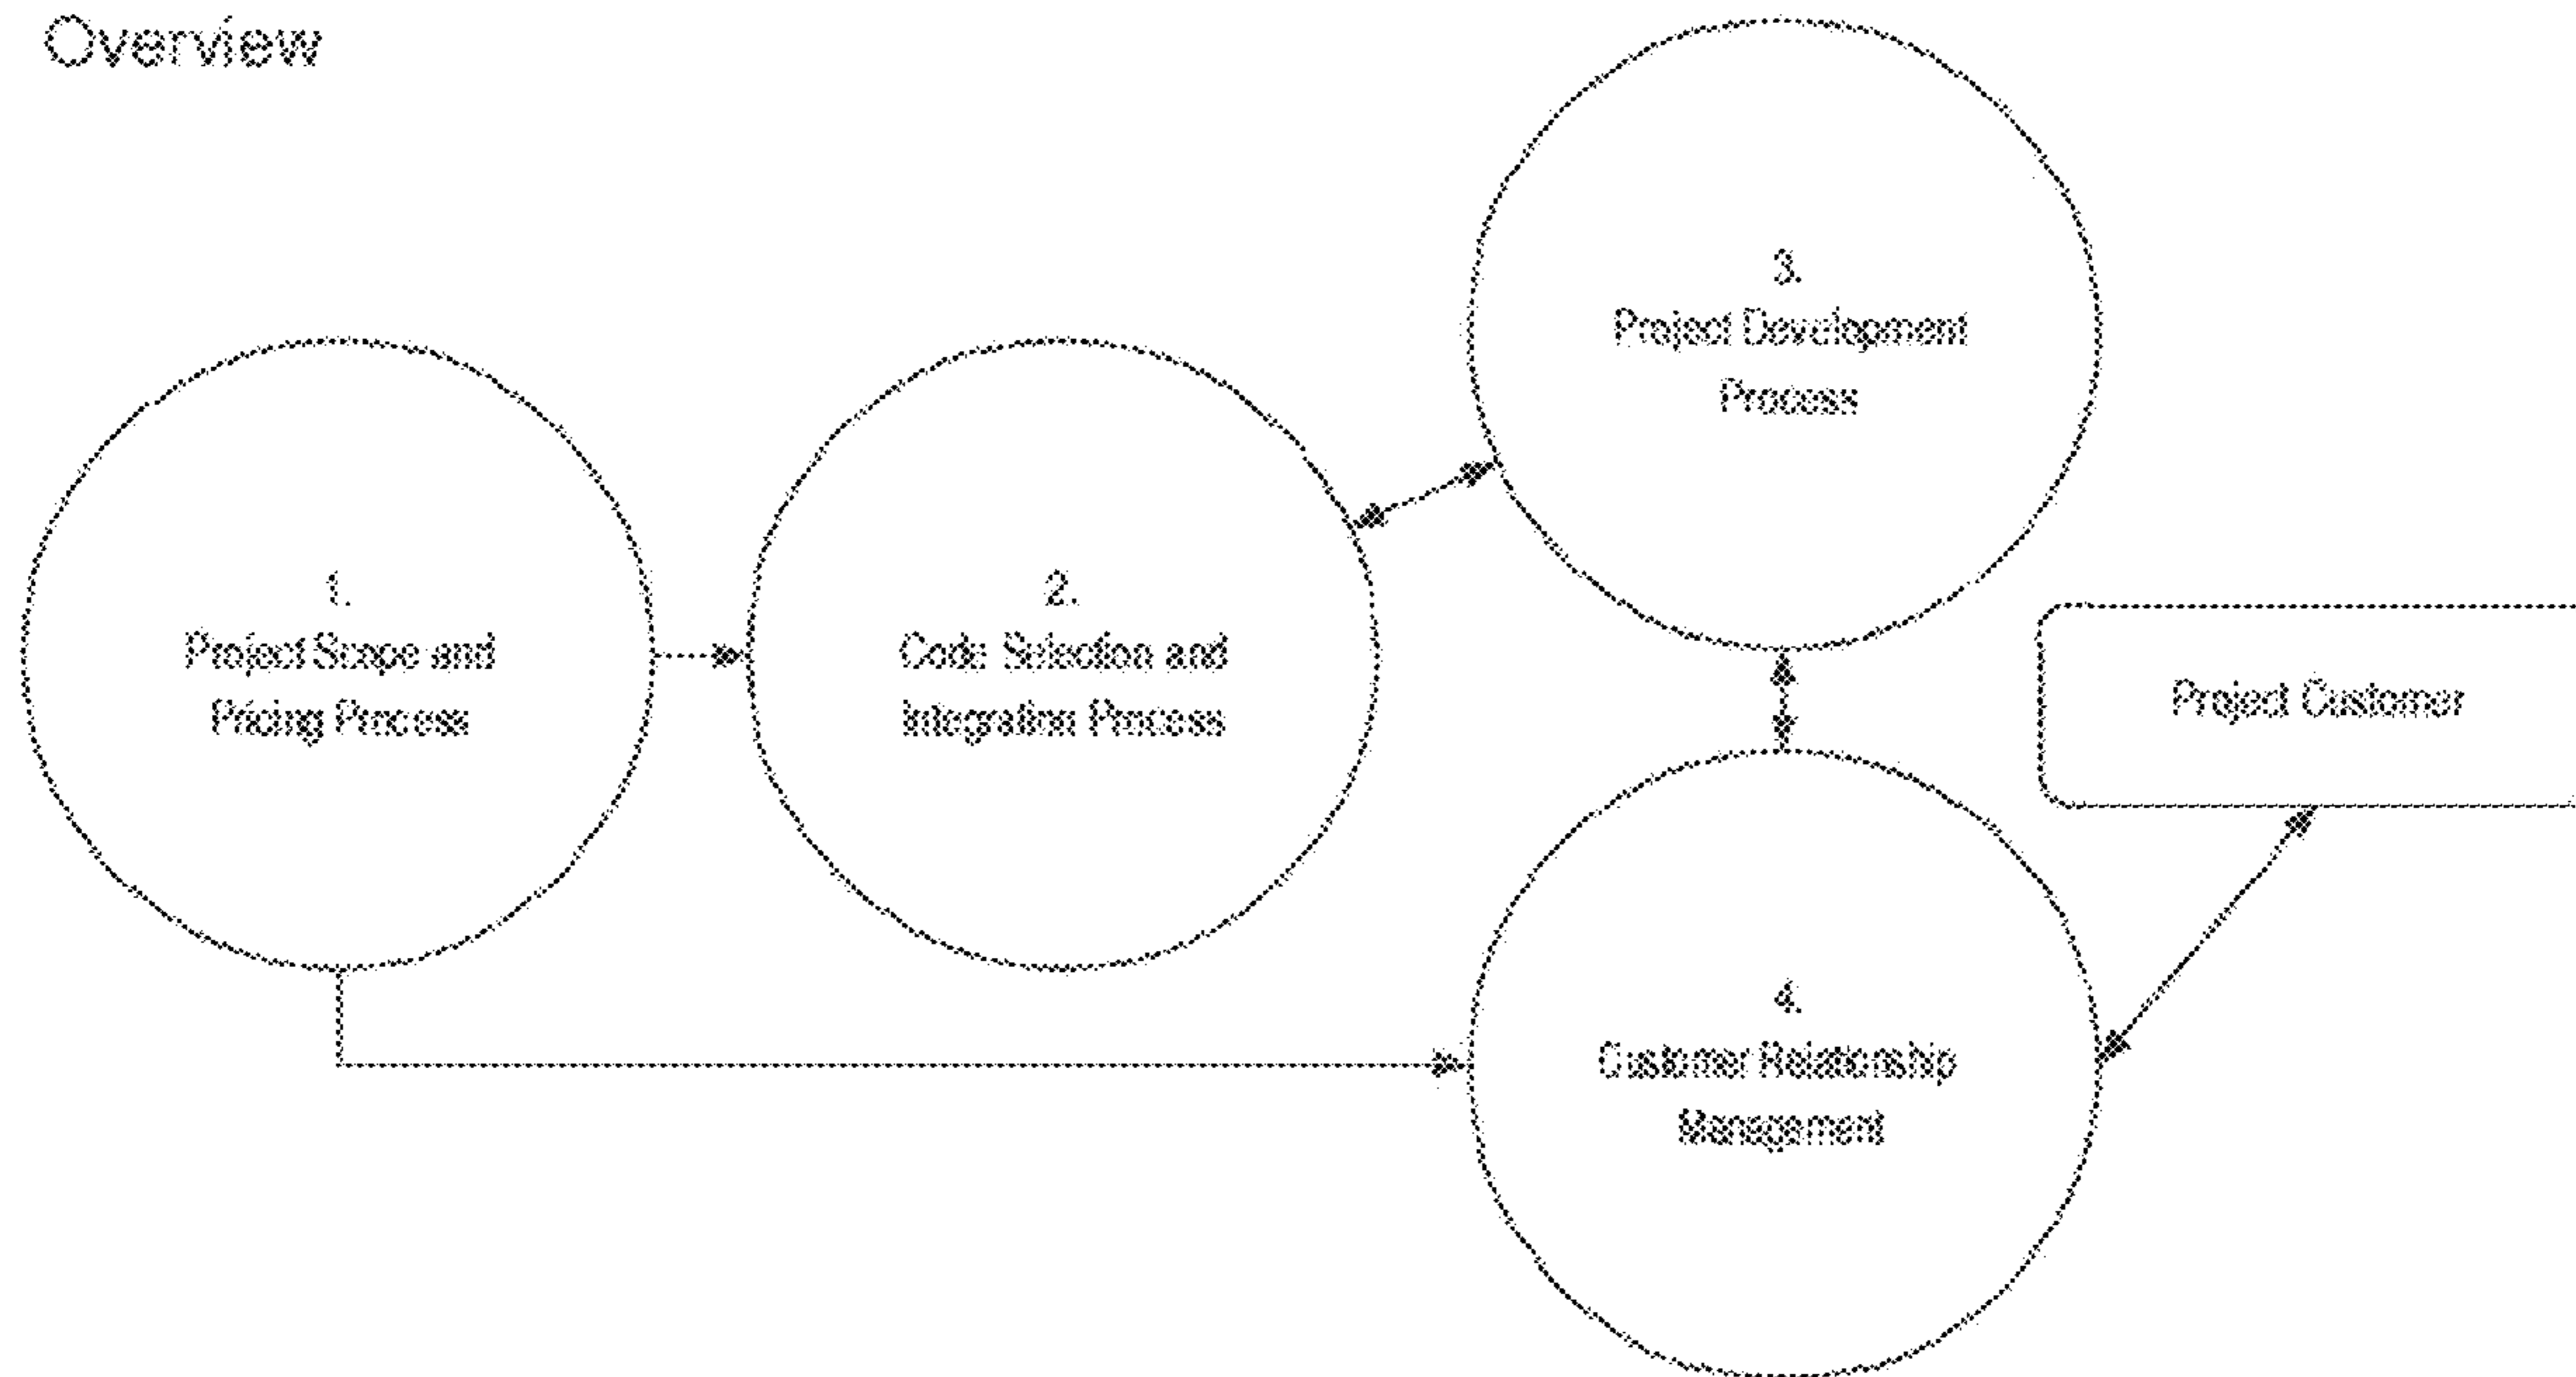 Overview
3.
Project Development
Process
1.
Project Scope and
Pricing Process
2.
Code Selection and
Integration Process
Project Customer
4.
Customer Relationship
Management